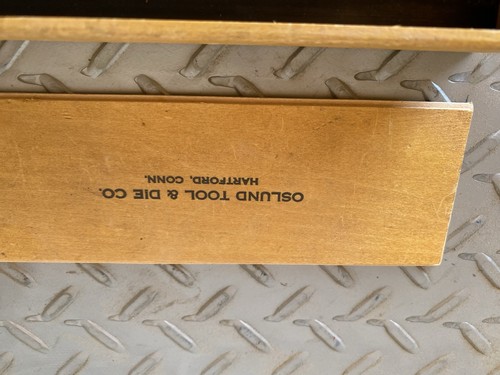 OSLUND TOOL & DIE CO.
HARTFORD, CONN.